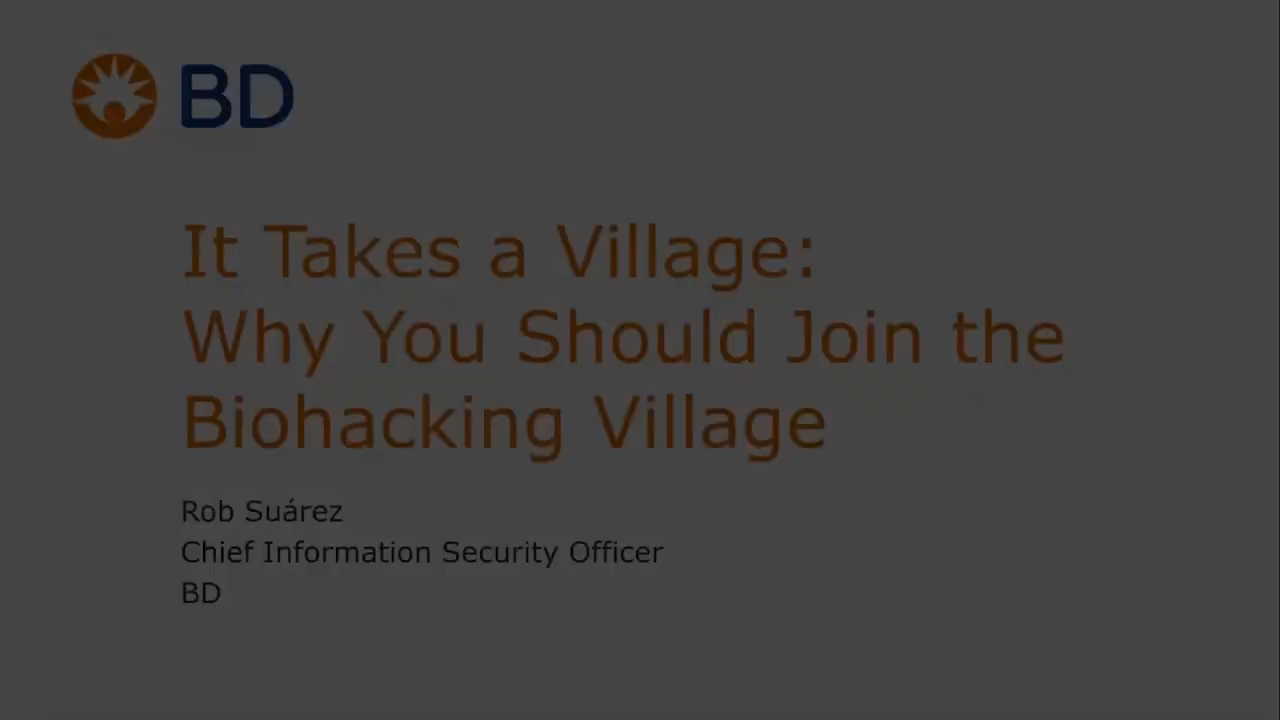 BD
It Takes a Village:
Why You Should Join the
Biohacking Village
Rob Suárez
Chief Information Security Officer
BD